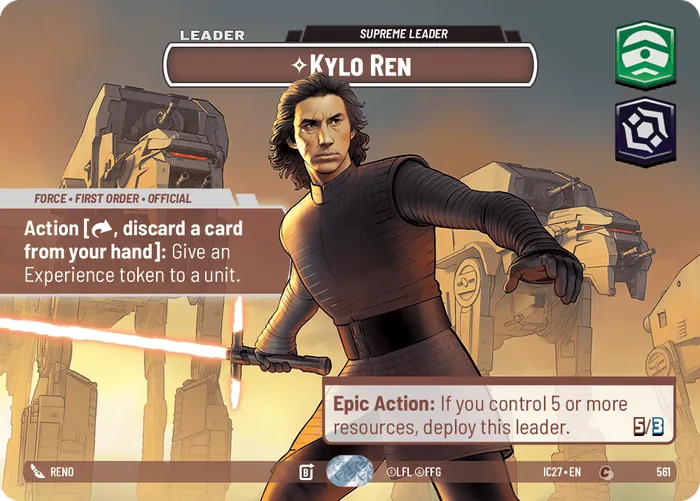 LEADER
SUPREME LEADER
KYLO REN
FORCE • FIRST ORDER • OFFICIAL
Action [, discard a card
from your hand]: Give an
Experience token to a unit.
Epic Action: If you control 5 or more
resources, deploy this leader.
5/3
RENO
B+
LFL FFG
IC27 • EN
C
561